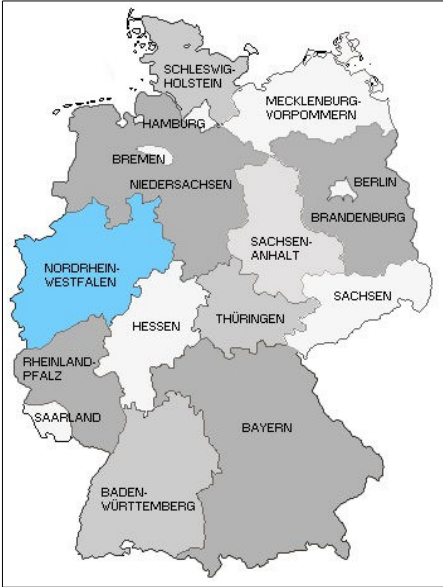 SCHLESWIG-
HOLSTEIN
MECKLENBURG-
VORPOMMERN
HAMBURG
BREMEN
NIEDERSACHSEN
BERLIN
BRANDENBURG
SACHSEN-
ANHALT
NORDRHEIN-
WESTFALEN
SACHSEN
THÜRINGEN
HESSEN
RHEINLAND-
PFALZ
SAARLAND
BAYERN
BADEN-
WÜRTTEMBERG